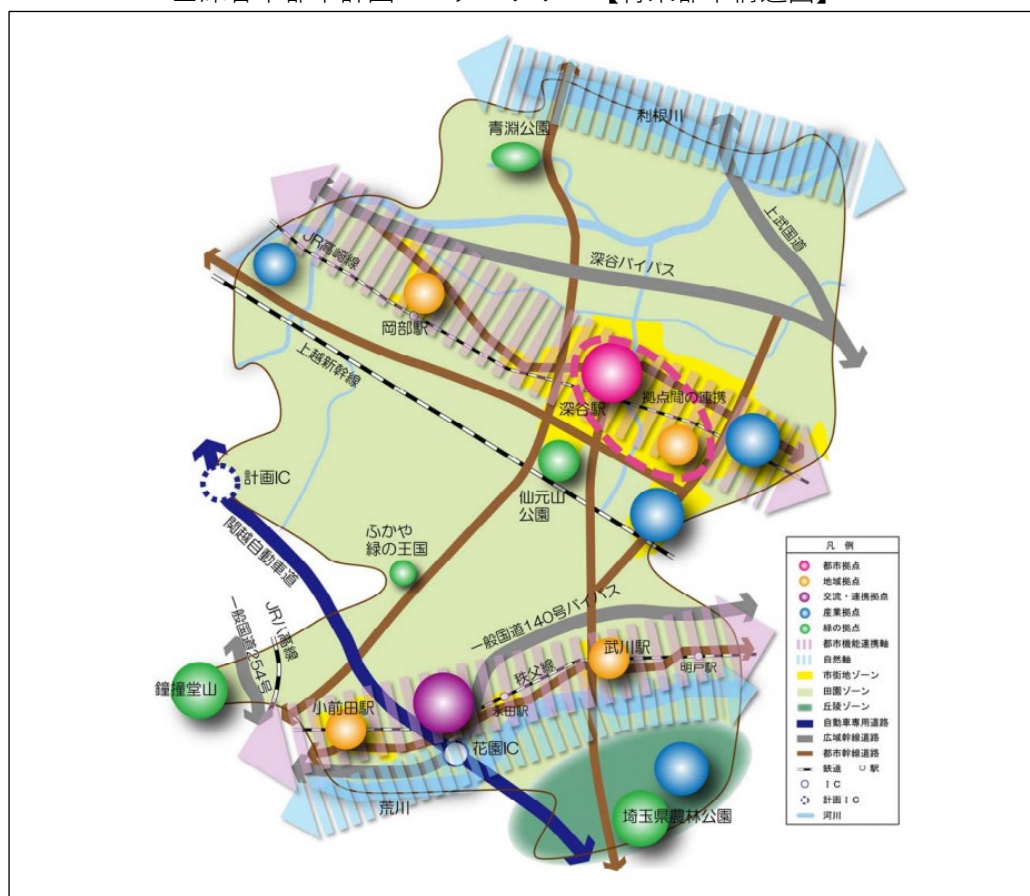 利根川
青淵公園
上武国道
JR高崎線
深谷バイパス
岡部駅
上越新幹線
深谷駅
拠点間の連携
計画IC
仙元山
公園
関越自動車道
ふかや
緑の王国
一般国道140号バイパス
JR八高線
一般国道254号
武川駅
秩父線
明戸駅
鐘撞堂山
小前田駅
永田駅
花園IC
荒川
埼玉県農林公園
凡 例
都市拠点
地域拠点
交流・連携拠点
産業拠点
緑の拠点
都市機能連携軸
自然軸
市街地ゾーン
田園ゾーン
丘陵ゾーン
自動車専用道路
広域幹線道路
都市幹線道路
鉄道 駅
IC
計画IC
河川